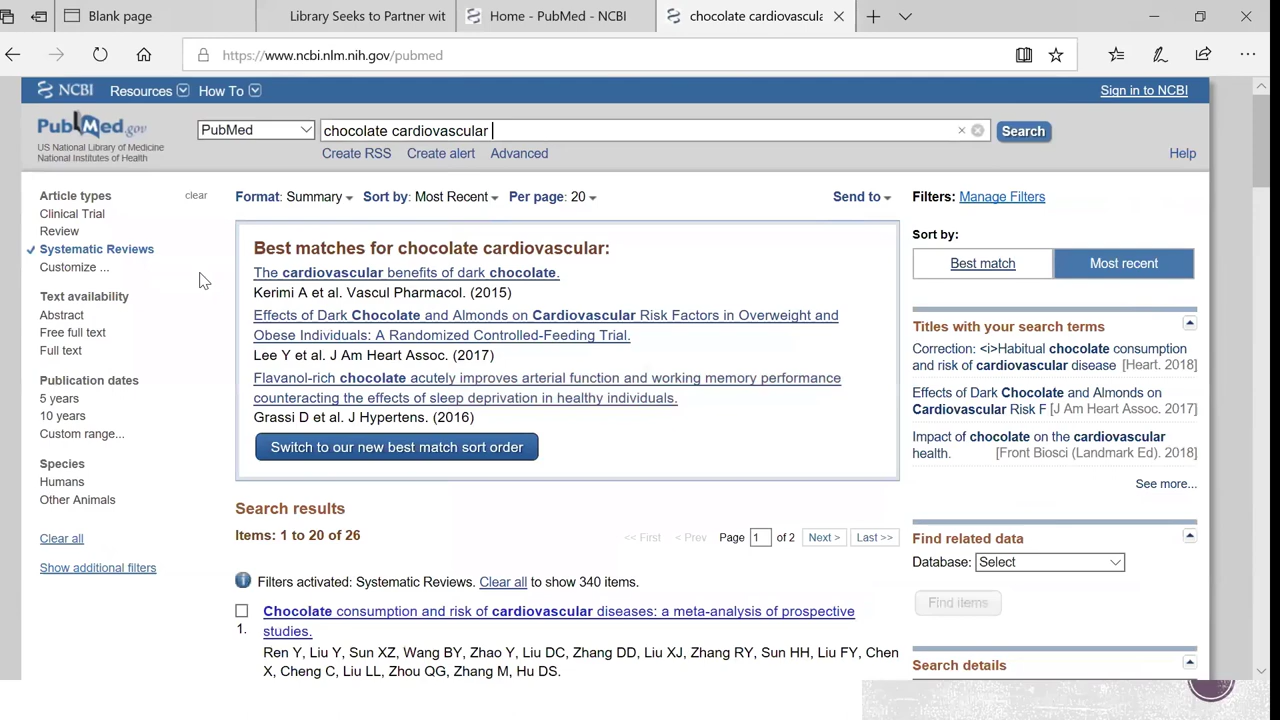 Blank page
Library Seeks to Partner wit
Home - PubMed - NCBI
chocolate cardiovascula
https://www.ncbi.nlm.nih.gov/pubmed
NCBI Resources How To Sign in to NCBI
PubMed.gov
US National Library of Medicine
National Institutes of Health
PubMed
chocolate cardiovascular
Search
Create RSS Create alert Advanced
Help
Article types clear
Clinical Trial
Review
Systematic Reviews
Customize ...
Text availability
Abstract
Free full text
Full text
Publication dates
5 years
10 years
Custom range...
Species
Humans
Other Animals
Clear all
Show additional filters
Format: Summary Sort by: Most Recent Per page: 20 Send to
Best matches for chocolate cardiovascular:
The cardiovascular benefits of dark chocolate.
Kerimi A et al. Vascul Pharmacol. (2015)
Effects of Dark Chocolate and Almonds on Cardiovascular Risk Factors in Overweight and
Obese Individuals: A Randomized Controlled-Feeding Trial.
Lee Y et al. J Am Heart Assoc. (2017)
Flavanol-rich chocolate acutely improves arterial function and working memory performance
counteracting the effects of sleep deprivation in healthy individuals.
Grassi D et al. J Hypertens. (2016)
Switch to our new best match sort order
Search results
Items: 1 to 20 of 26
<< First < Prev Page 1 of 2 Next > Last >>
Filters activated: Systematic Reviews. Clear all to show 340 items.
Chocolate consumption and risk of cardiovascular diseases: a meta-analysis of prospective
1. studies.
Ren Y, Liu Y, Sun XZ, Wang BY, Zhao Y, Liu DC, Zhang DD, Liu XJ, Zhang RY, Sun HH, Liu FY, Chen
X, Cheng C, Liu LL, Zhou QG, Zhang M, Hu DS.
Filters: Manage Filters
Sort by:
Best match Most recent
Titles with your search terms
Correction: <i>Habitual chocolate consumption
and risk of cardiovascular disease [Heart. 2018]
Effects of Dark Chocolate and Almonds on
Cardiovascular Risk F [J Am Heart Assoc. 2017]
Impact of chocolate on the cardiovascular
health. [Front Biosci (Landmark Ed). 2018]
See more...
Find related data
Database: Select
Find items
Search details